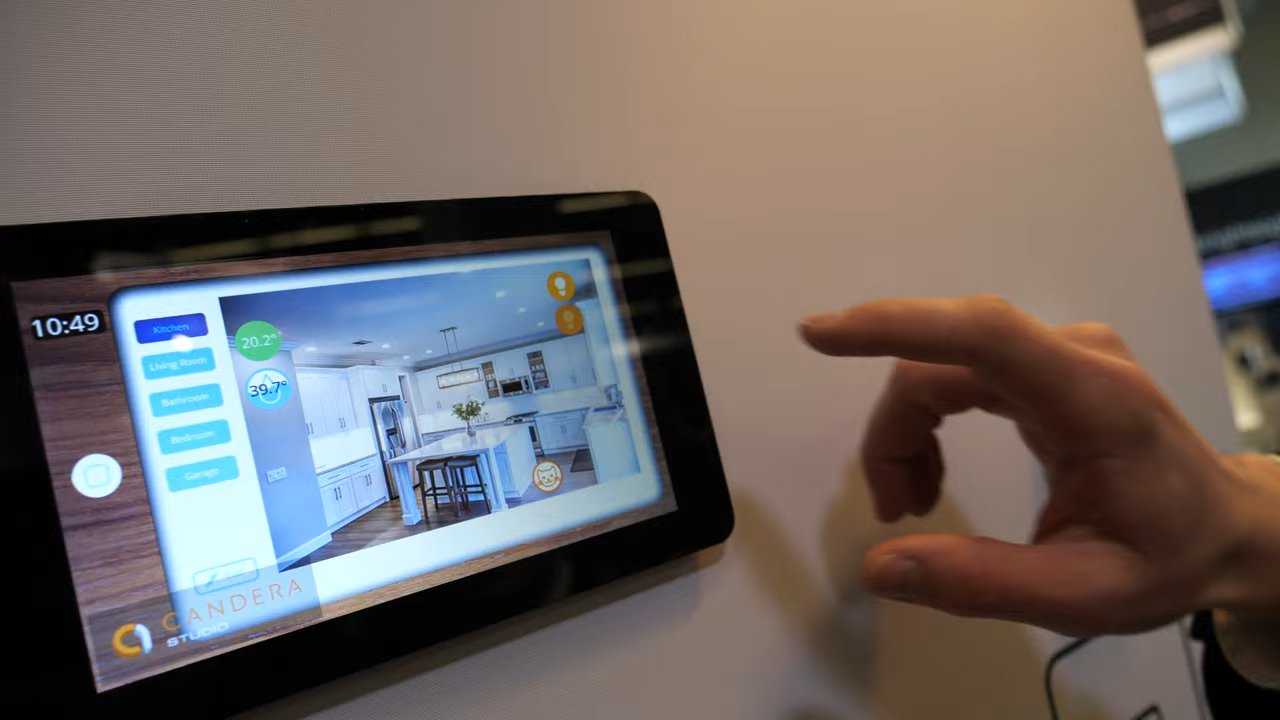 10:49
Kitchen
Living Room
Bathroom
Bedroom
Garage
20.2°
39.7°
CANDERA
STUDIO